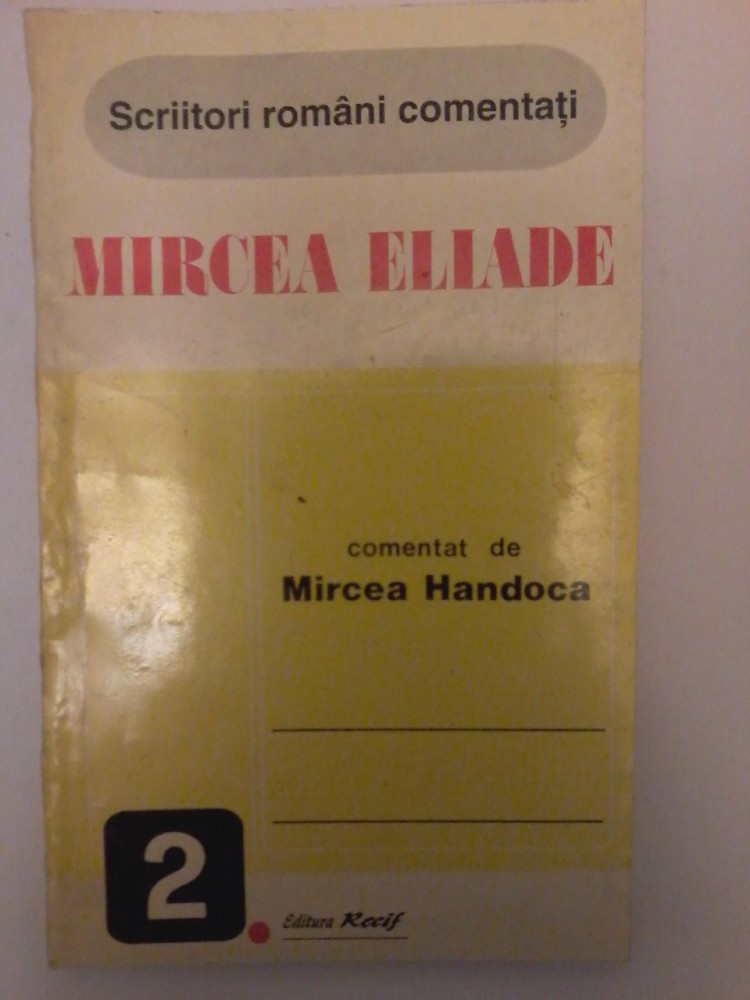 Scriitori români comentați
MIRCEA ELIADE
comentat de
Mircea Handoca
2
Editura Recif